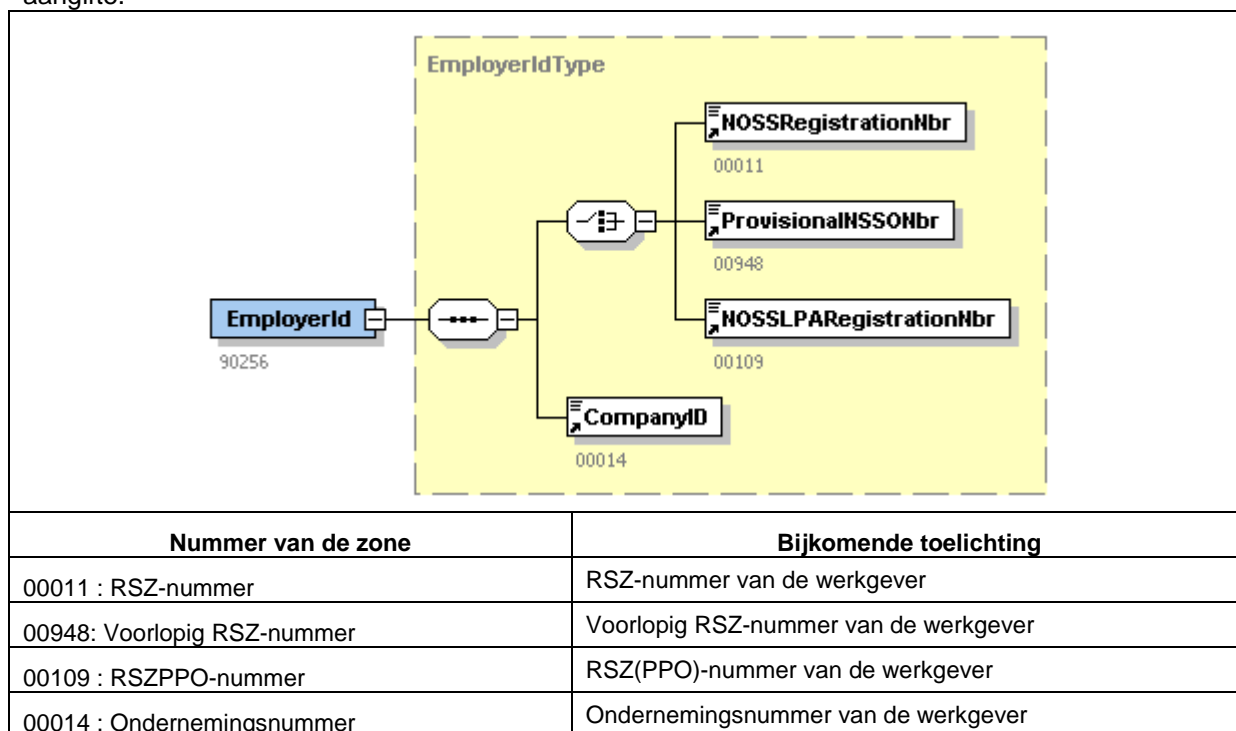 aangifte.
EmployerIdType
NOSSRegistrationNbr
00011
ProvisionalNSSONbr
00948
EmployerId
90256
NOSSLPARegistrationNbr
00109
CompanyID
00014
Nummer van de zone Bijkomende toelichting
00011 : RSZ-nummer RSZ-nummer van de werkgever
00948: Voorlopig RSZ-nummer Voorlopig RSZ-nummer van de werkgever
00109 : RSZPPO-nummer RSZ(PPO)-nummer van de werkgever
00014 : Ondernemingsnummer Ondernemingsnummer van de werkgever